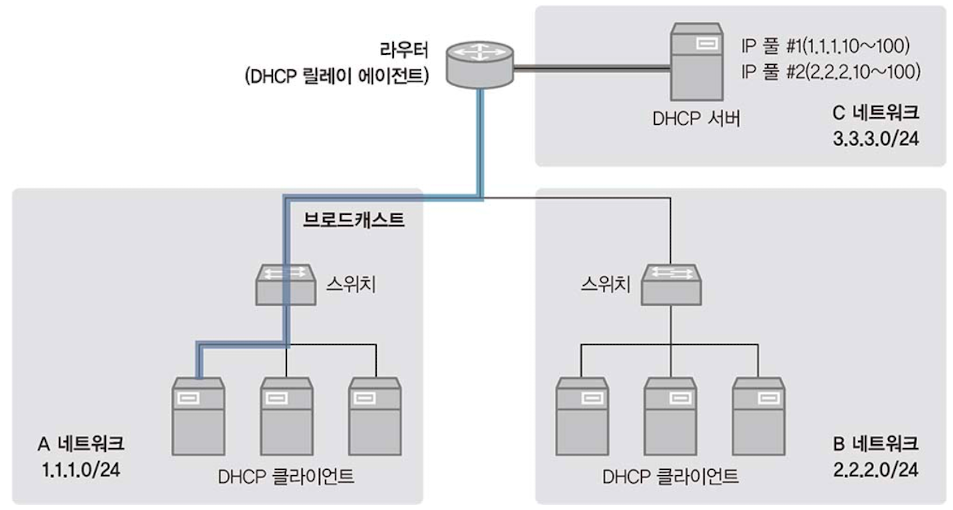 라우터
(DHCP 릴레이 에이전트)
IP 풀 #1(1.1.1.10～100)
IP 풀 #2(2.2.2.10～100)
DHCP 서버
C 네트워크
3.3.3.0/24
브로드캐스트
스위치
스위치
A 네트워크
1.1.1.0/24
DHCP 클라이언트
DHCP 클라이언트
B 네트워크
2.2.2.0/24